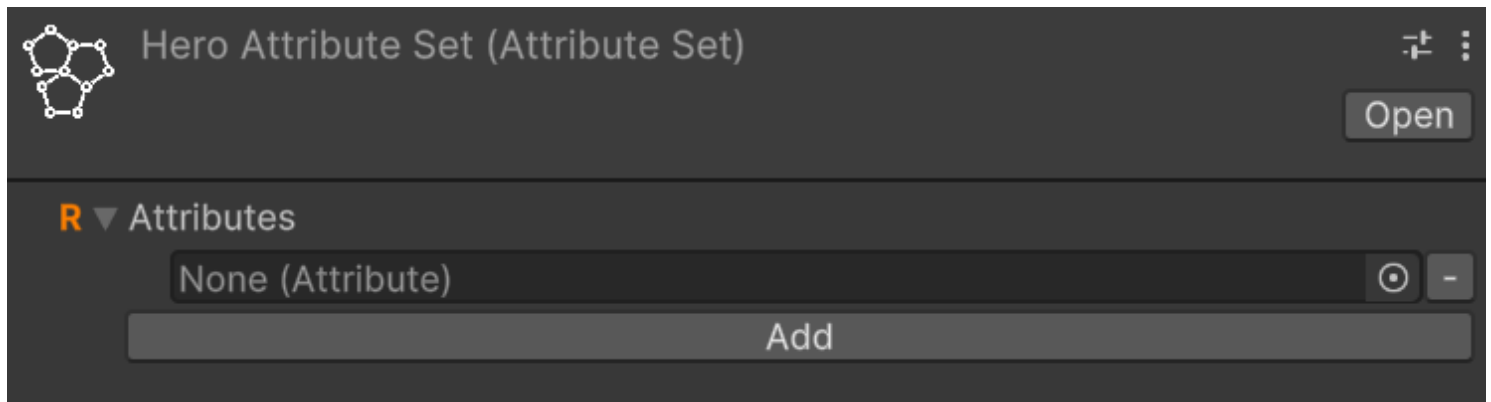 Hero Attribute Set (Attribute Set)
Open
R Attributes
None (Attribute)
-
Add